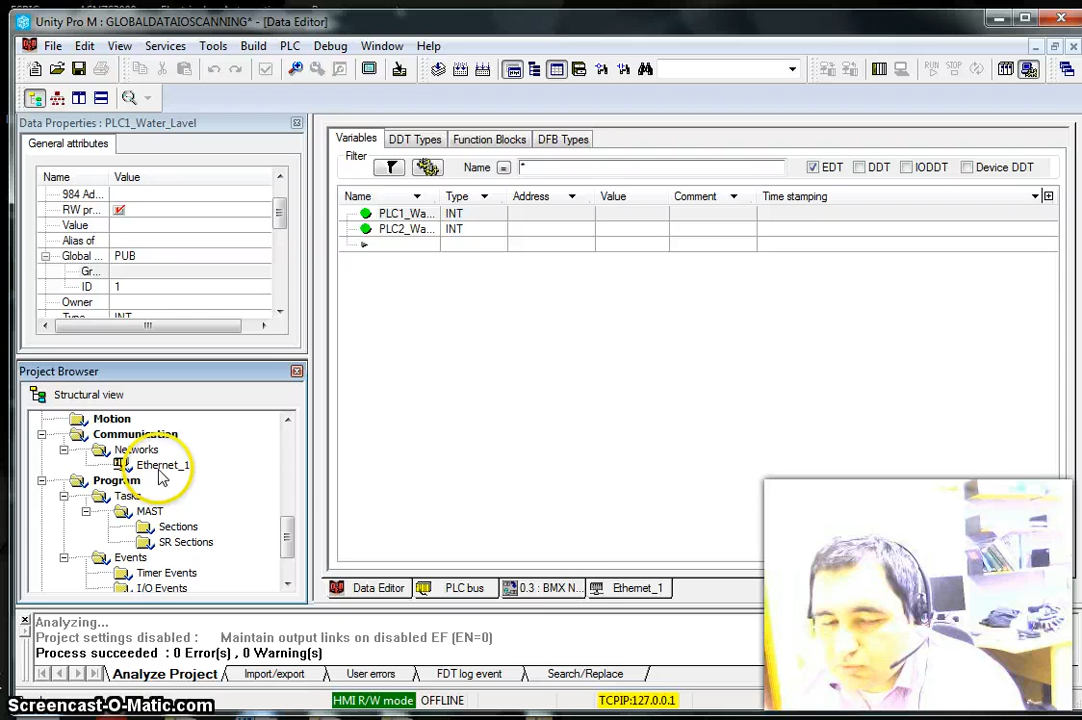 Unity Pro M : GLOBALDATAIOSCANNING* - [Data Editor]
File Edit View Services Tools Build PLC Debug Window Help
Data Properties : PLC1_Water_Lavel
General attributes
Name Value
984 Ad...
RW pr...
Value
Alias of
Global ... PUB
Gr...
ID 1
Owner
Type INT
Variables DDT Types Function Blocks DFB Types
Filter Name = * EDT DDT IODDT Device DDT
Name Type Address Value Comment Time stamping
PLC1_Wa... INT
PLC2_Wa... INT
Project Browser
Structural view
Motion
Communication
Networks
Ethernet_1
Program
Tasks
MAST
Sections
SR Sections
Events
Timer Events
I/O Events
Data Editor PLC bus 0.3 : BMX N... Ethernet_1
Analyzing...
Project settings disabled : Maintain output links on disabled EF (EN=0)
Process succeeded : 0 Error(s) , 0 Warning(s)
Analyze Project Import/export User errors FDT log event Search/Replace
HMI R/W mode OFFLINE TCPIP:127.0.0.1
Screencast-O-Matic.com